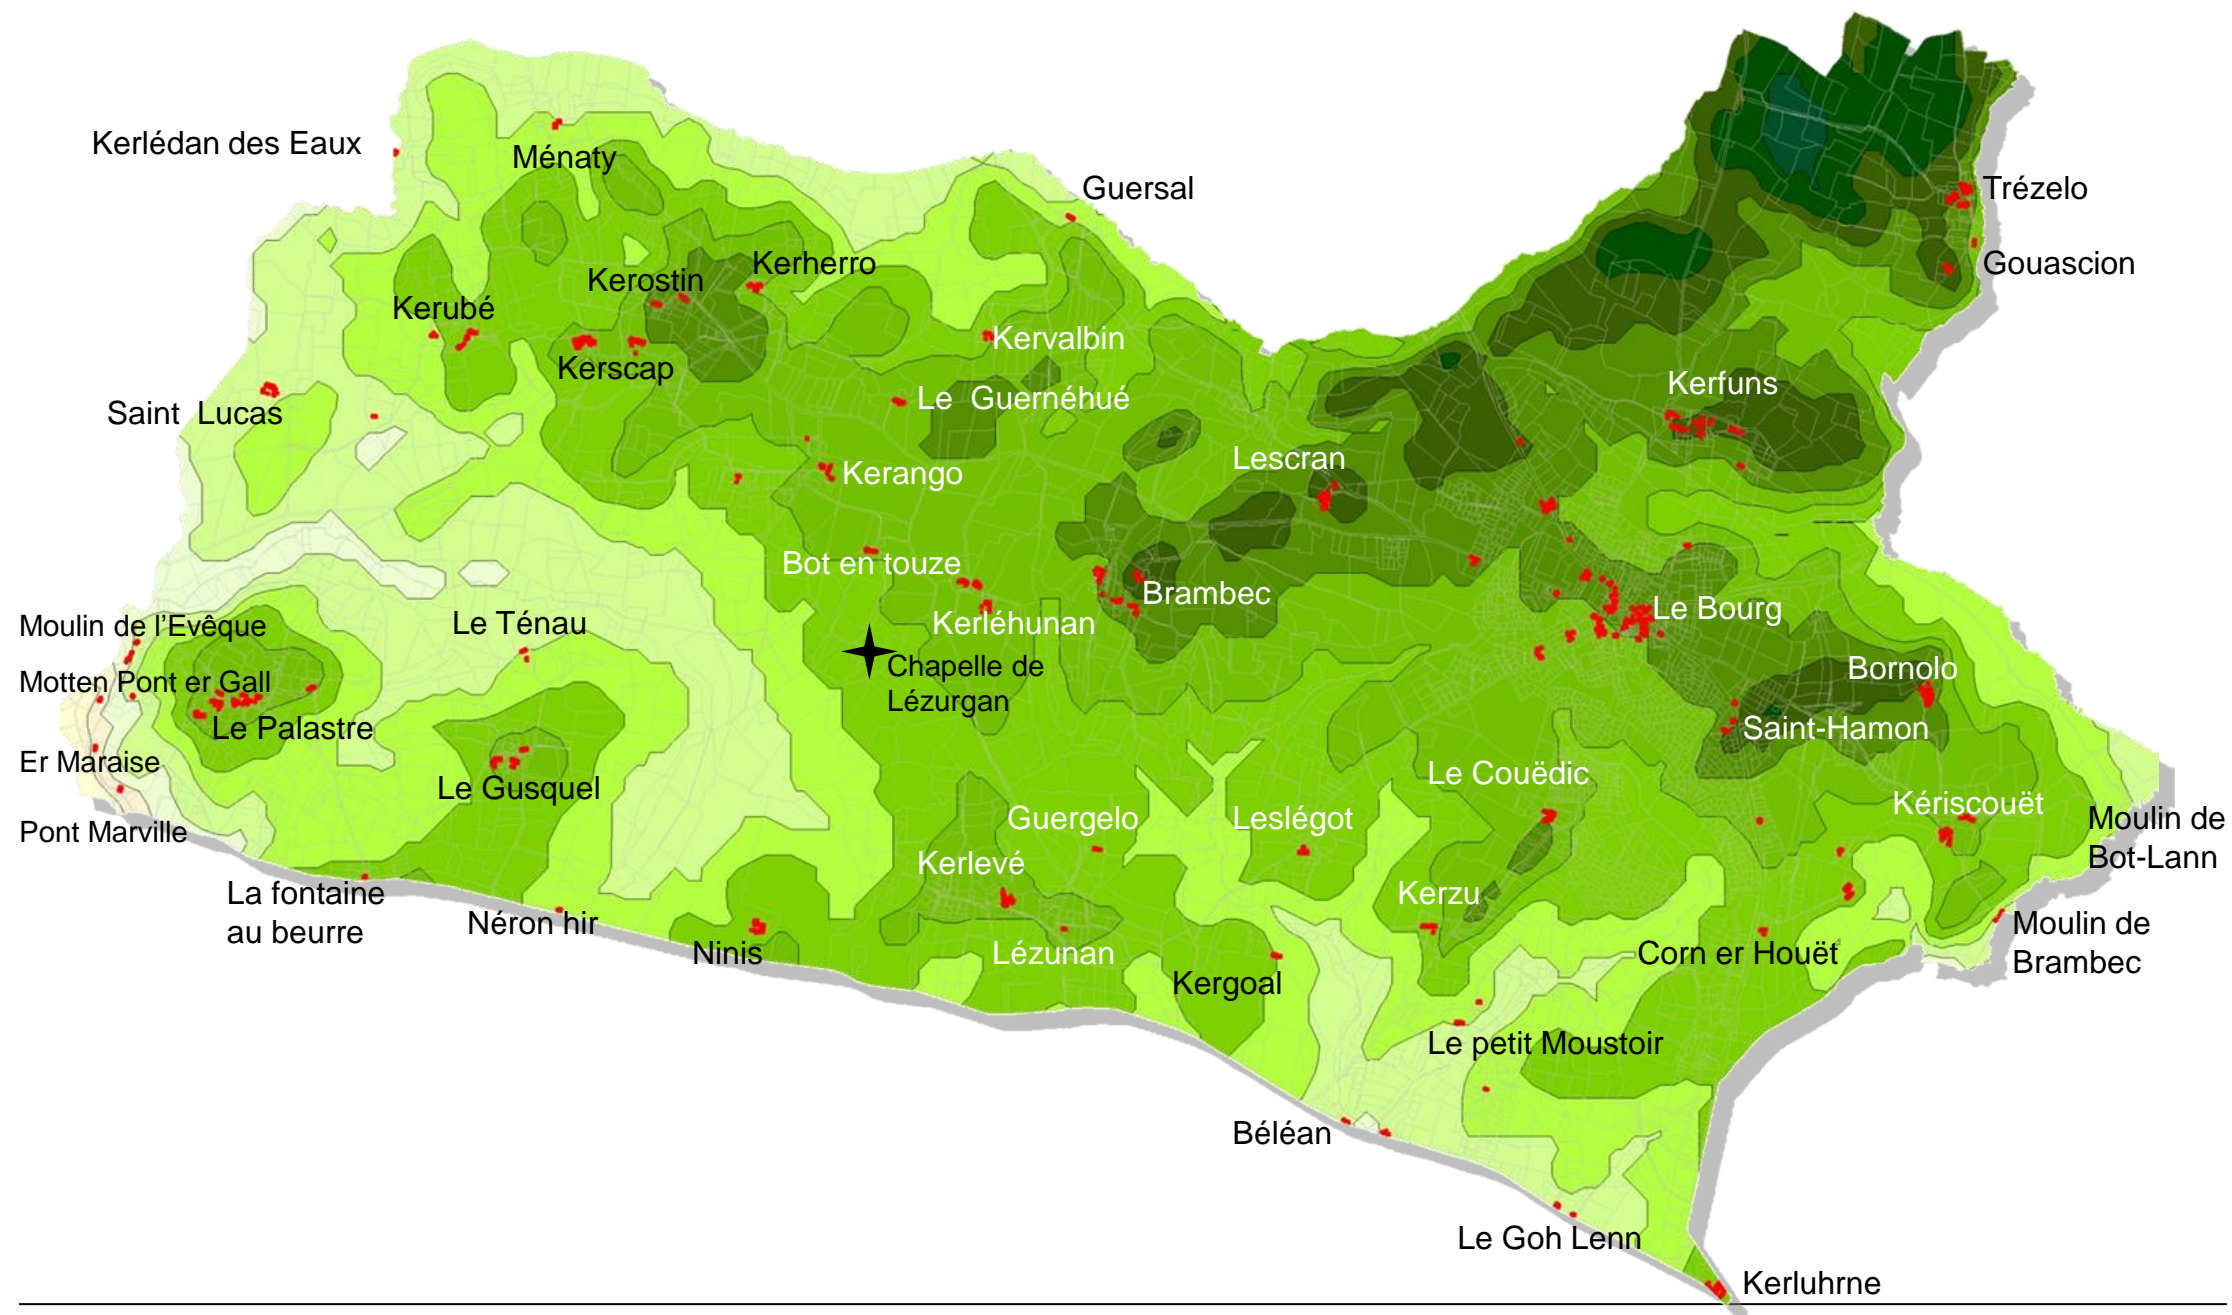 Kerlédan des Eaux
Ménaty
Guersal
Trézelo
Gouascion
Kerherro
Kerostin
Kerubé
Kervalbin
Kerscap
Kerfuns
Le Guernéhué
Saint Lucas
Lescran
Kerango
Bot en touze
Brambec
Le Bourg
Kerléhunan
Moulin de l'Evêque
Le Ténau
Chapelle de
Lézurgan
Bornolo
Motten Pont er Gall
Le Palastre
Saint-Hamon
Er Maraise
Le Gusquel
Le Couëdic
Kériscouët
Guergelo
Leslégot
Moulin de
Bot-Lann
Pont Marville
Kerlevé
La fontaine
au beurre
Kerzu
Néron hir
Moulin de
Brambec
Ninis
Lézunan
Corn er Houët
Kergoal
Le petit Moustoir
Béléan
Le Goh Lenn
Kerluhrne